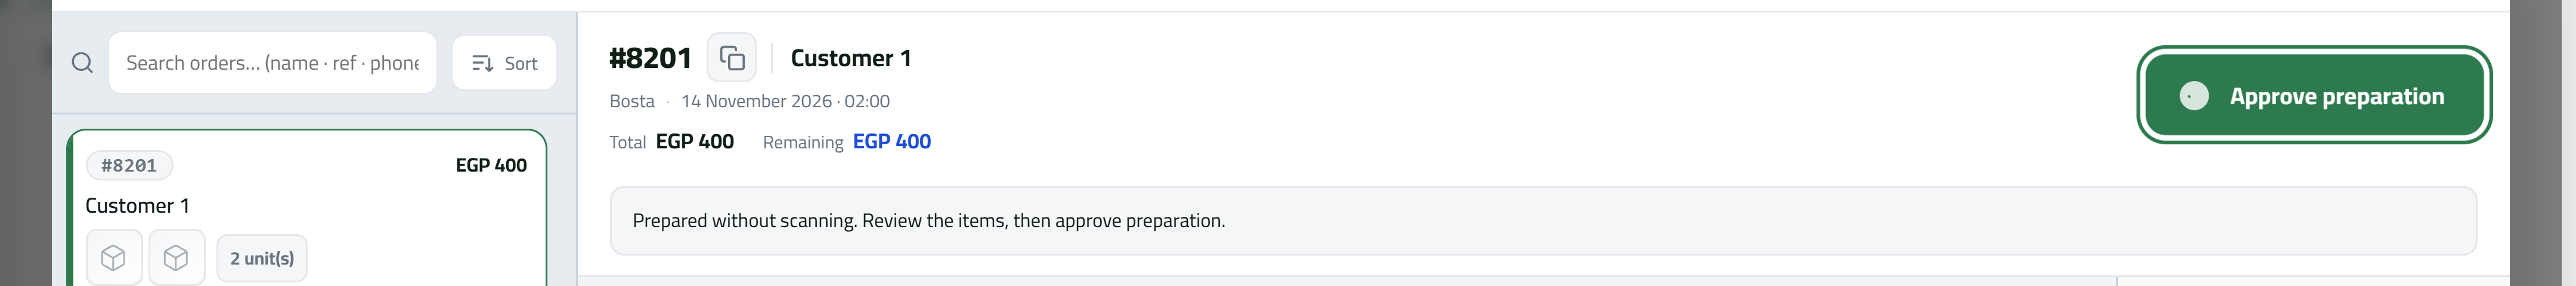 Search orders... (name · ref · phone
Sort
#8201
EGP 400
Customer 1
2 unit(s)
#8201
Customer 1
Bosta · 14 November 2026 · 02:00
Total EGP 400 Remaining EGP 400
Approve preparation
Prepared without scanning. Review the items, then approve preparation.